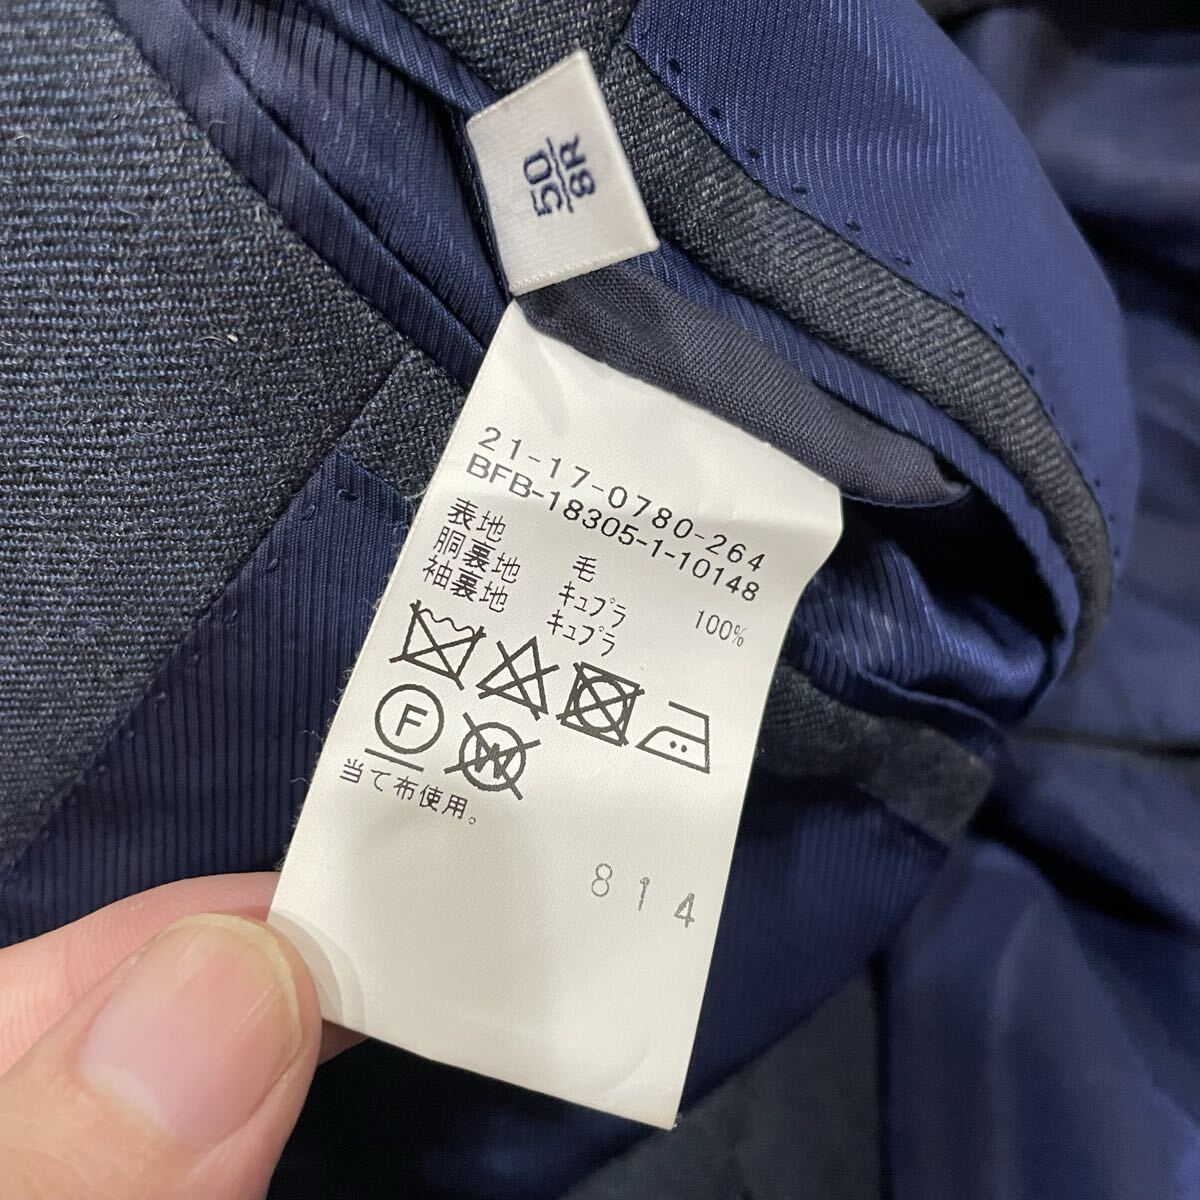 50
8R
21-17-0780-264
BFB-18305-1-10148
表地 毛 100%
胴裏地 キュプラ
袖裏地 キュプラ
F
W
当て布使用。
814